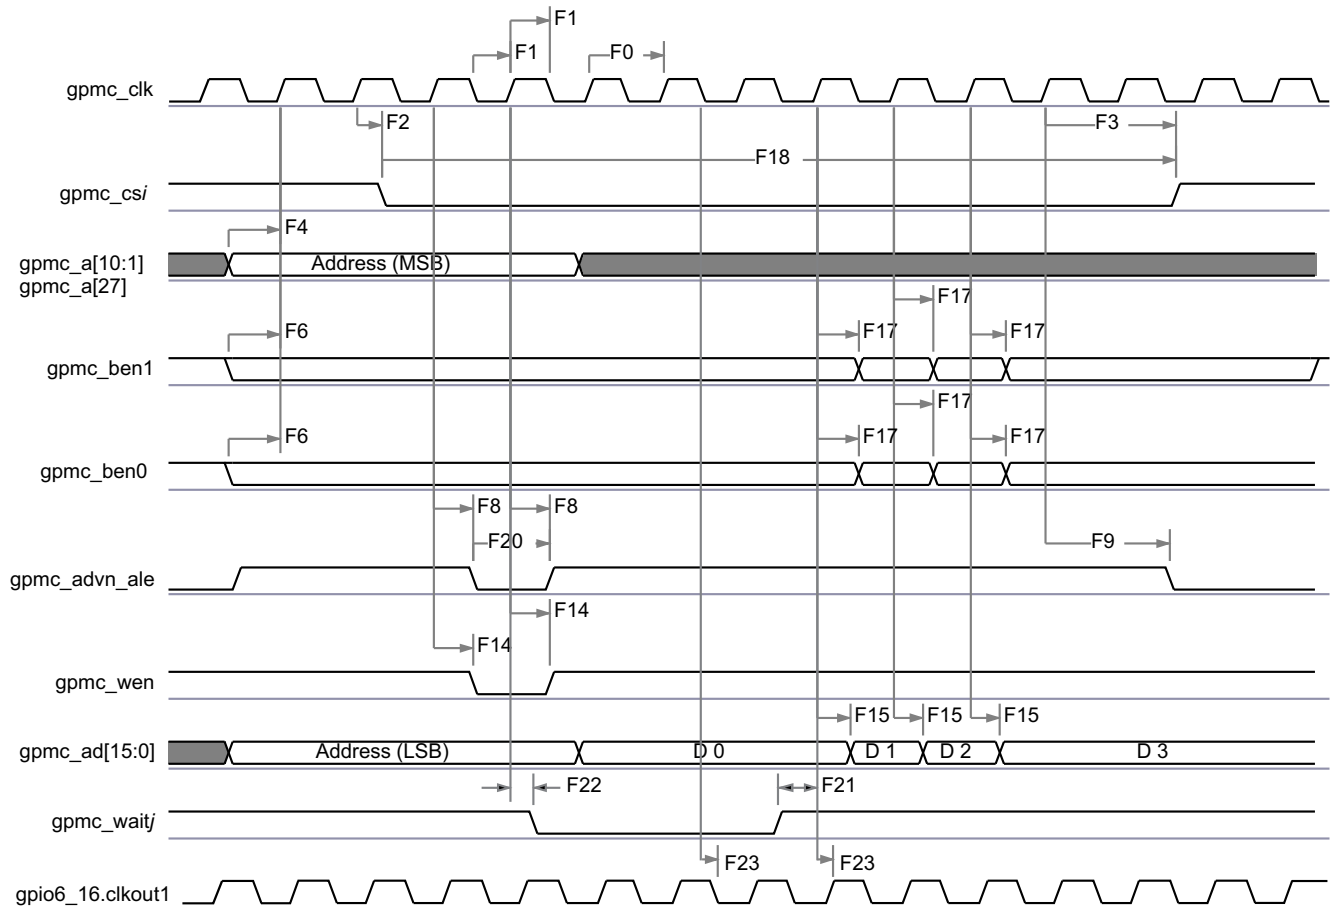 F1
F1
F0
gpmc_clk
F2
F3
F18
gpmc_csi
F4
gpmc_a[10:1]
Address (MSB)
gpmc_a[27]
F17
F6
F17
F17
gpmc_ben1
F17
F6
F17
F17
gpmc_ben0
F8
F8
F20
F9
gpmc_advn_ale
F14
F14
gpmc_wen
F15
F15
F15
gpmc_ad[15:0]
Address (LSB)
D 0
D 1
D 2
D 3
F22
F21
gpmc_waitj
F23
F23
gpio6_16.clkout1